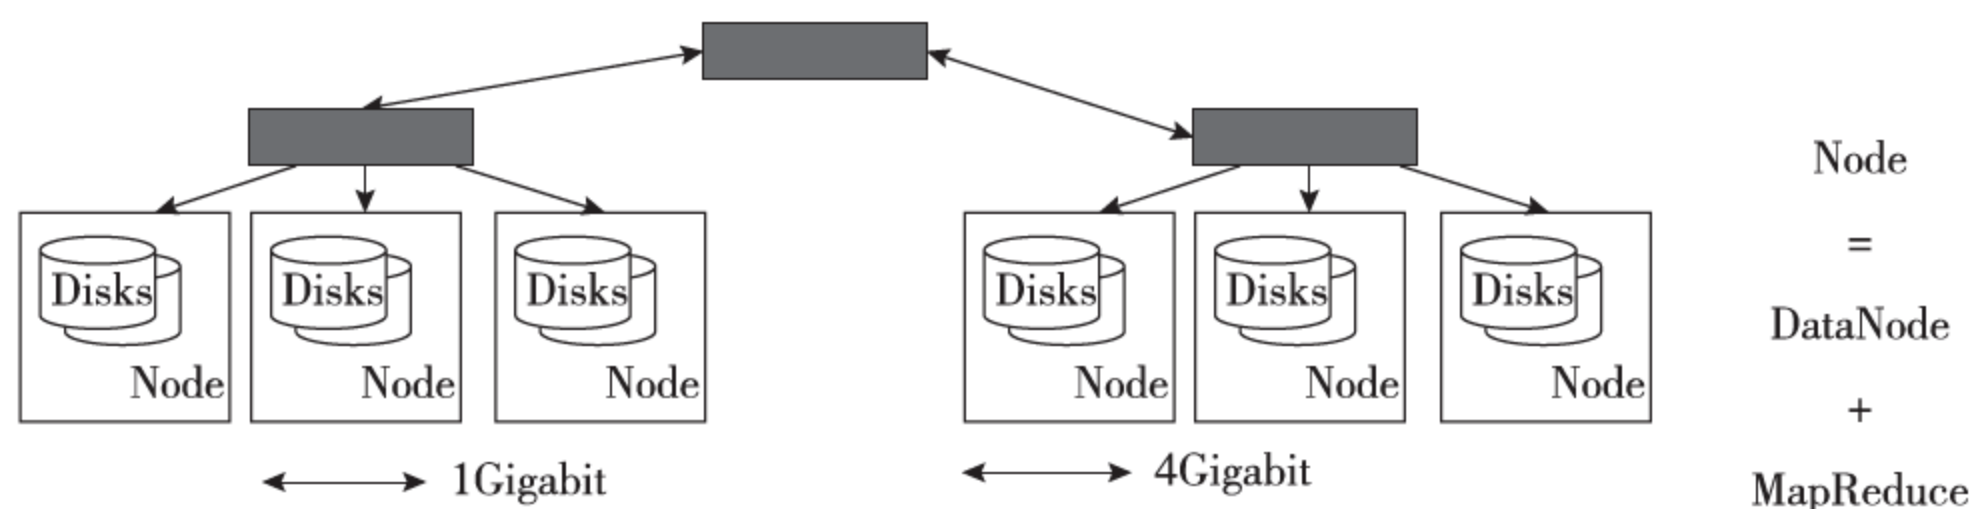 Disks
Node
Disks
Node
Disks
Node
Disks
Node
Disks
Node
Disks
Node
1Gigabit
4Gigabit
Node
=
DataNode
+
MapReduce